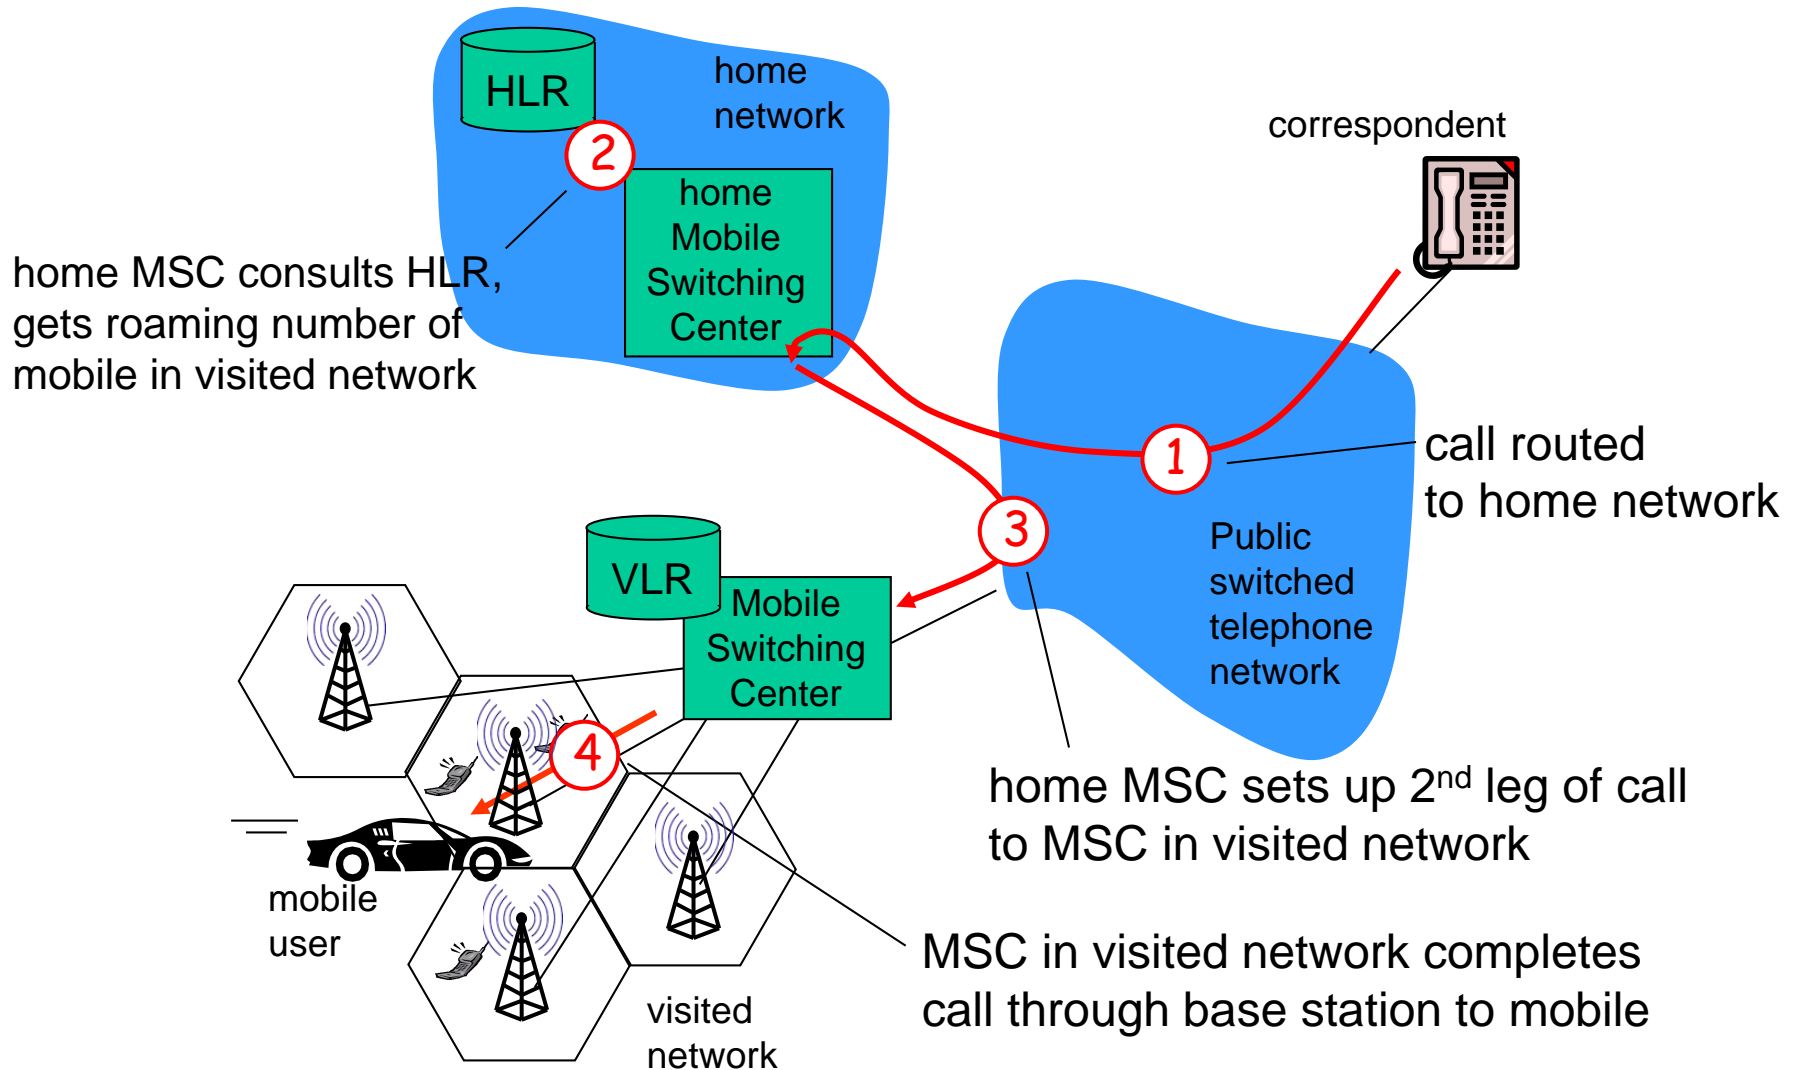 HLR
home
network
correspondent
2
home
Mobile
Switching
Center
home MSC consults HLR,
gets roaming number of
mobile in visited network
1
call routed
to home network
3
Public
switched
telephone
network
VLR
Mobile
Switching
Center
4
home MSC sets up 2nd leg of call
to MSC in visited network
mobile
user
MSC in visited network completes
call through base station to mobile
visited
network